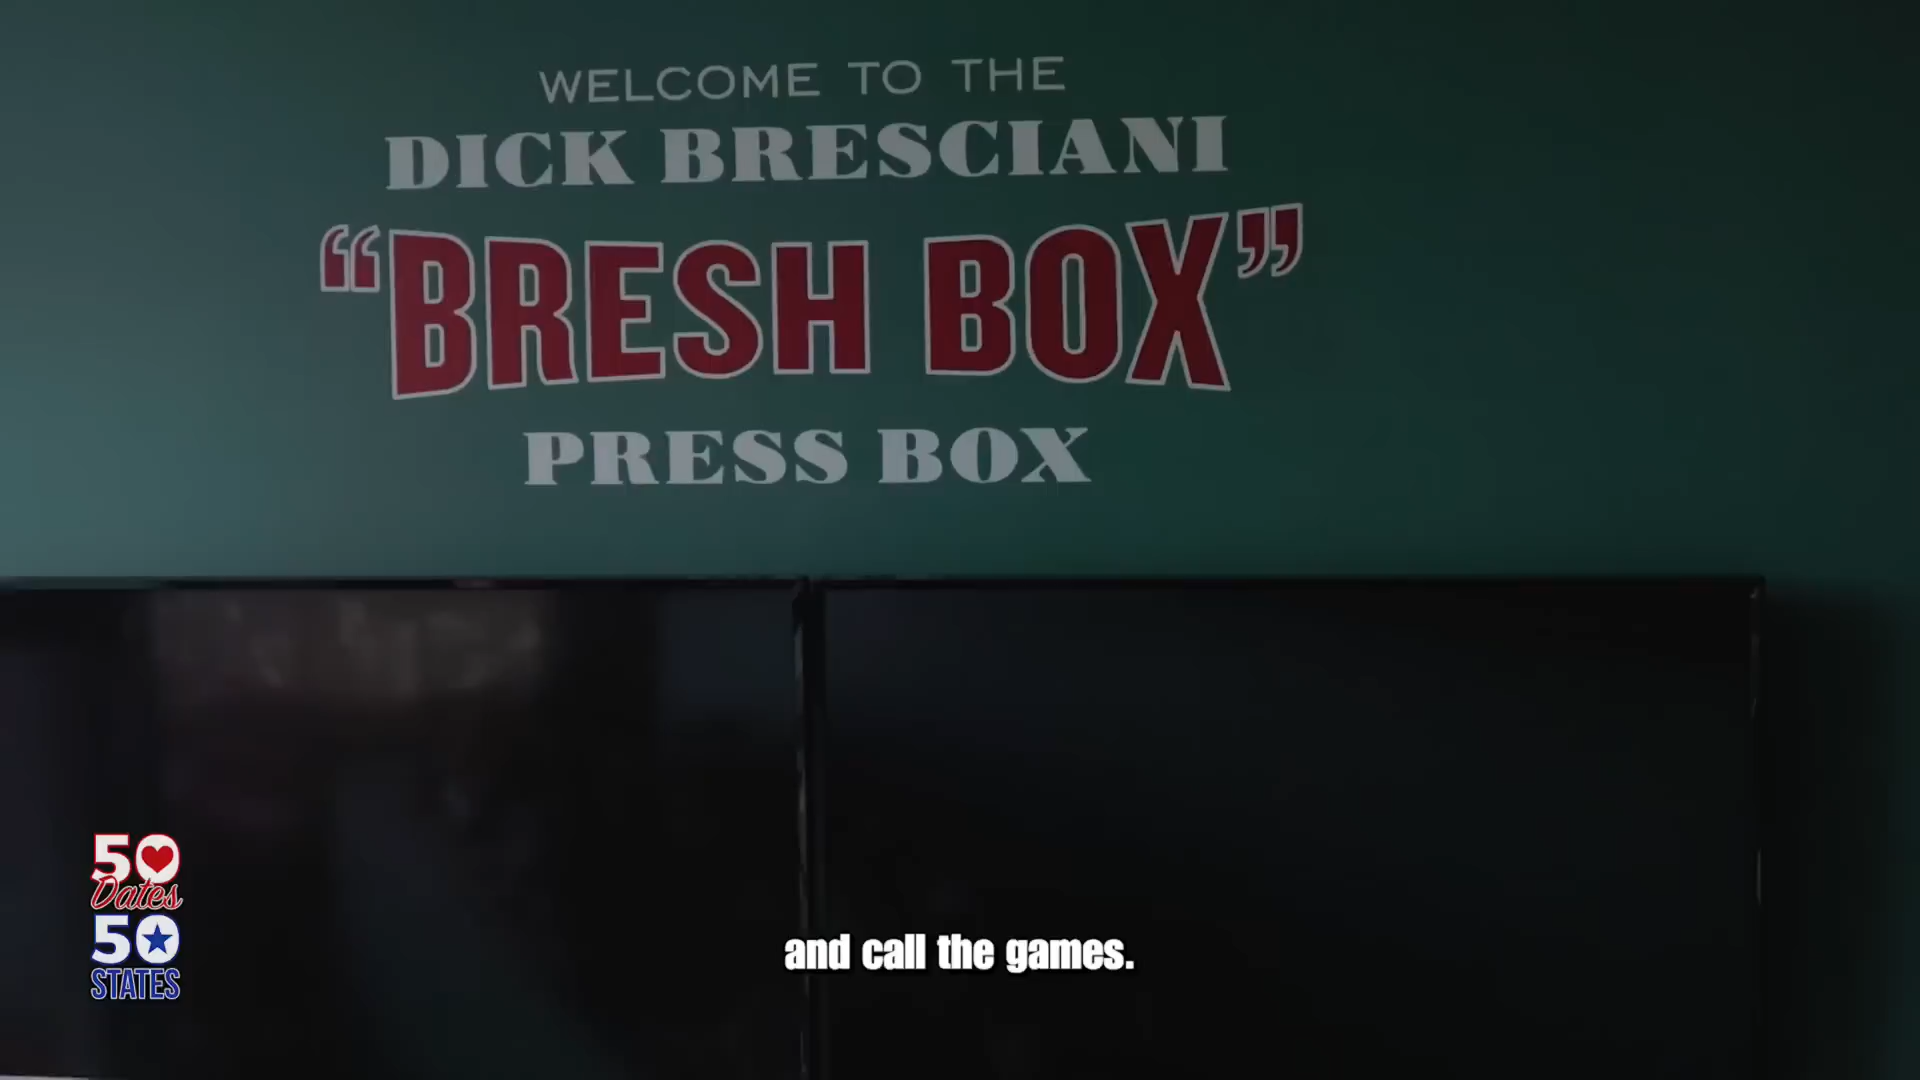 WELCOME TO THE
DICK BRESCIANI
“BRESH BOX”
PRESS BOX
50
Dates
50
STATES
and call the games.